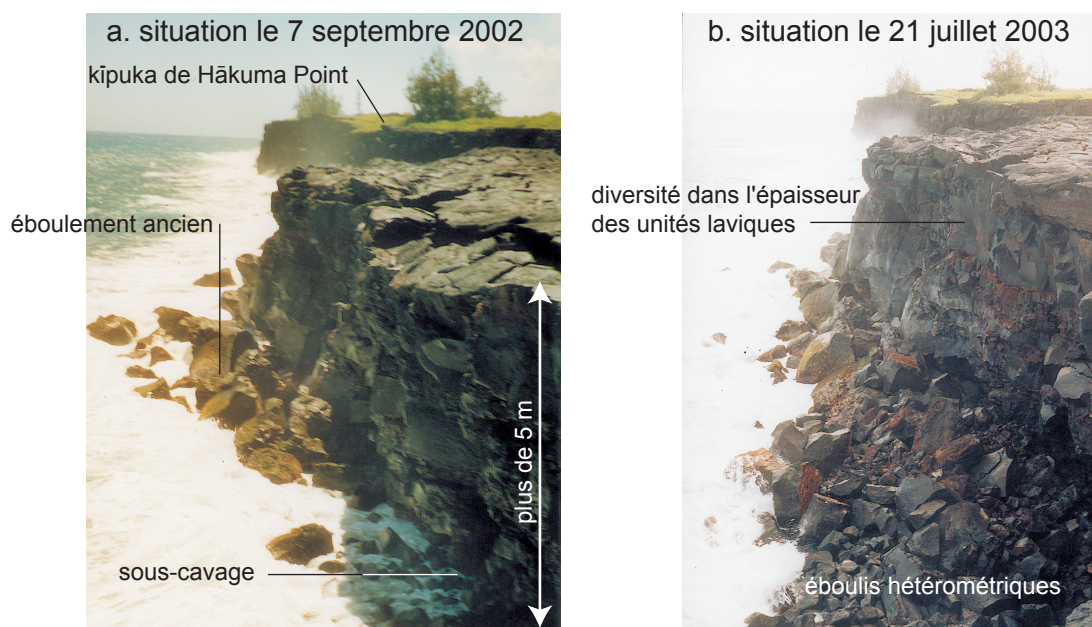 a. situation le 7 septembre 2002
kīpuka de Hākuma Point
éboulement ancien
plus de 5 m
sous-cavage
b. situation le 21 juillet 2003
diversité dans l'épaisseur
des unités laviques
éboulis hétérométriques